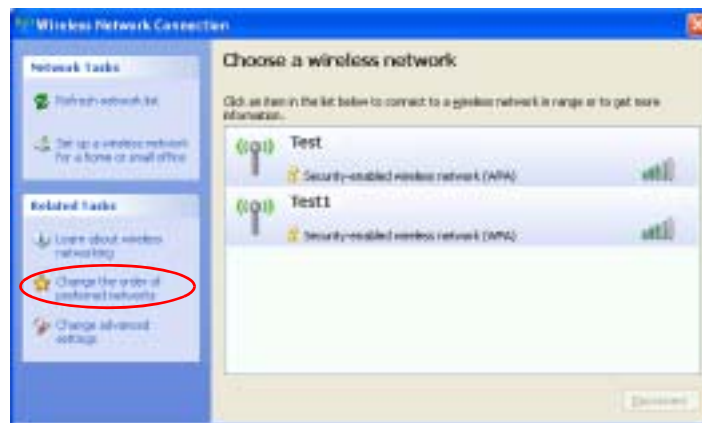 Wireless Network Connection
Network Tasks
Refresh network list
Set up a wireless network
for a home or small office
Related Tasks
Learn about wireless
networking
Change the order of
preferred networks
Change advanced
settings
Choose a wireless network
Click an item in the list below to connect to a wireless network in range or to get more
information.
Test
Security-enabled wireless network (WPA)
Test1
Security-enabled wireless network (WPA)